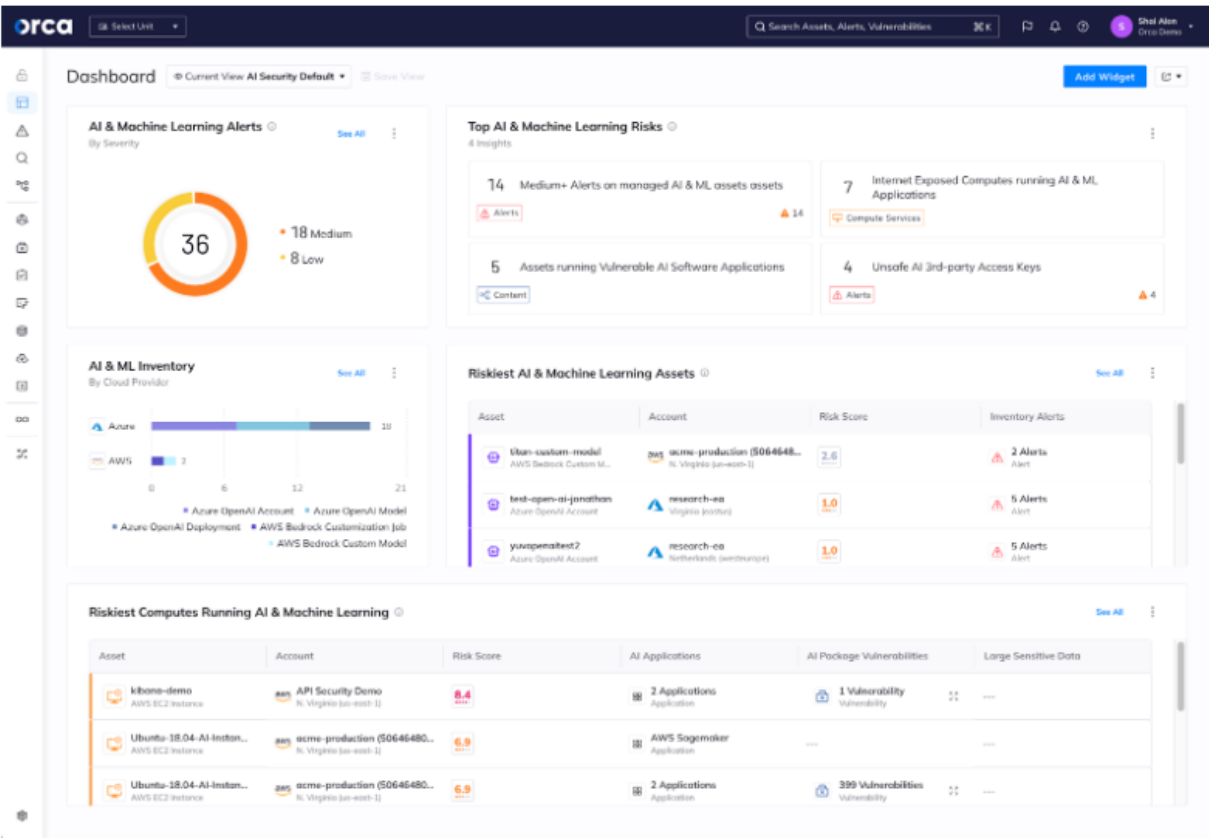 orca
Select Unit
Search Assets, Alerts, Vulnerabilities
⌘K
S
Shai Alon
Orca Demo
Dashboard
Current View AI Security Default
Save View
Add Widget
AI & Machine Learning Alerts
By Severity
See All
36
18 Medium
8 Low
Top AI & Machine Learning Risks
4 Insights
14 Medium+ Alerts on managed AI & ML assets assets
Alerts
14
7 Internet Exposed Computes running AI & ML
Applications
Compute Services
5 Assets running Vulnerable AI Software Applications
Content
4 Unsafe AI 3rd-party Access Keys
Alerts
4
AI & ML Inventory
By Cloud Provider
See All
Azure
18
AWS
2
0 6 12 21
Azure OpenAI Account Azure OpenAI Model
Azure OpenAI Deployment AWS Bedrock Customization Job
AWS Bedrock Custom Model
Riskiest AI & Machine Learning Assets
See All
Asset Account Risk Score Inventory Alerts
titan-custom-model aws acme-production (5064648... 2.6 2 Alerts
AWS Bedrock Custom M... N. Virginia (us-east-1) Alert
test-open-ai-jonathan research-ea 1.0 5 Alerts
Azure OpenAI Account Virginia (eastus) Alert
yuvopenaitest2 research-ea 1.0 5 Alerts
Azure OpenAI Account Netherlands (westeurope) Alert
Riskiest Computes Running AI & Machine Learning
See All
Asset Account Risk Score AI Applications AI Package Vulnerabilities Large Sensitive Data
kibana-demo aws API Security Demo 8.4 2 Applications 1 Vulnerability ---
AWS EC2 Instance N. Virginia (us-east-1) Application Vulnerability
Ubuntu-18.04-AI-Instan... aws acme-production (50646480... 6.9 AWS Sagemaker --- ---
AWS EC2 Instance N. Virginia (us-east-1) Application
Ubuntu-18.04-AI-Instan... aws acme-production (50646480... 6.9 2 Applications 399 Vulnerabilities ---
AWS EC2 Instance N. Virginia (us-east-1) Application Vulnerability